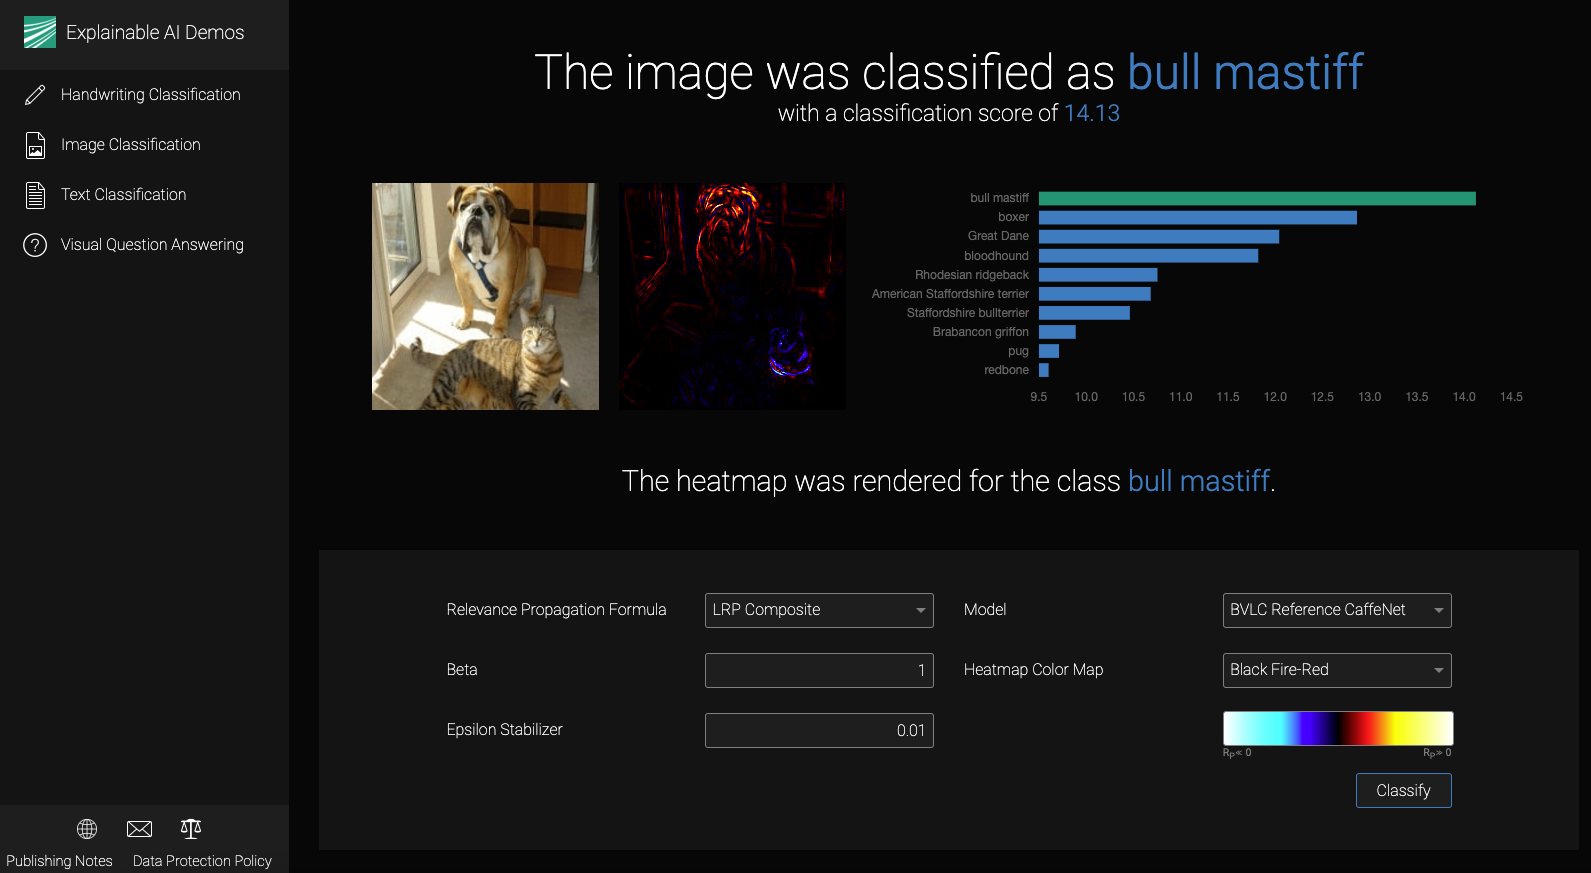 Explainable AI Demos
Handwriting Classification
Image Classification
Text Classification
Visual Question Answering
Publishing Notes
Data Protection Policy
The image was classified as bull mastiff
with a classification score of 14.13
bull mastiff
boxer
Great Dane
bloodhound
Rhodesian ridgeback
American Staffordshire terrier
Staffordshire bullterrier
Brabancon griffon
pug
redbone
9.5 10.0 10.5 11.0 11.5 12.0 12.5 13.0 13.5 14.0 14.5
The heatmap was rendered for the class bull mastiff.
Relevance Propagation Formula LRP Composite Model BVLC Reference CaffeNet
Beta 1 Heatmap Color Map Black Fire-Red
Epsilon Stabilizer 0.01
Rp≪ 0 Rp≫ 0
Classify